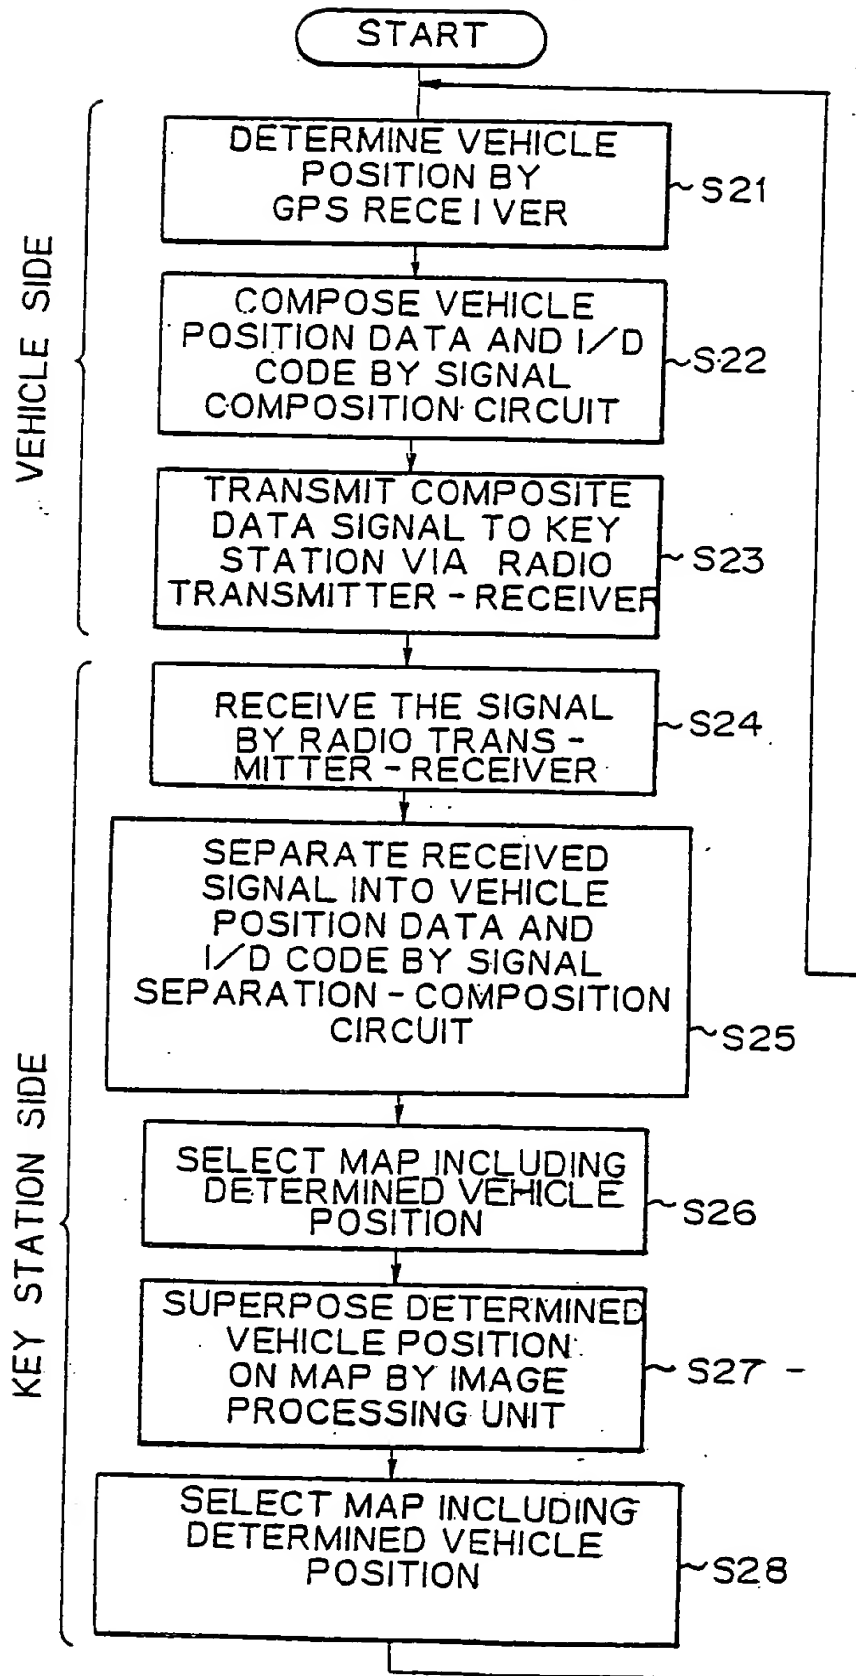 START
DETERMINE VEHICLE
POSITION BY
GPS RECEIVER
S21
COMPOSE VEHICLE
POSITION DATA AND I/D
CODE BY SIGNAL
COMPOSITION CIRCUIT
S22
TRANSMIT COMPOSITE
DATA SIGNAL TO KEY
STATION VIA RADIO
TRANSMITTER-RECEIVER
S23
VEHICLE SIDE
RECEIVE THE SIGNAL
BY RADIO TRANS-
MITTER-RECEIVER
S24
SEPARATE RECEIVED
SIGNAL INTO VEHICLE
POSITION DATA AND
I/D CODE BY SIGNAL
SEPARATION-COMPOSITION
CIRCUIT
S25
SELECT MAP INCLUDING
DETERMINED VEHICLE
POSITION
S26
SUPERPOSE DETERMINED
VEHICLE POSITION
ON MAP BY IMAGE
PROCESSING UNIT
S27
SELECT MAP INCLUDING
DETERMINED VEHICLE
POSITION
S28
KEY STATION SIDE